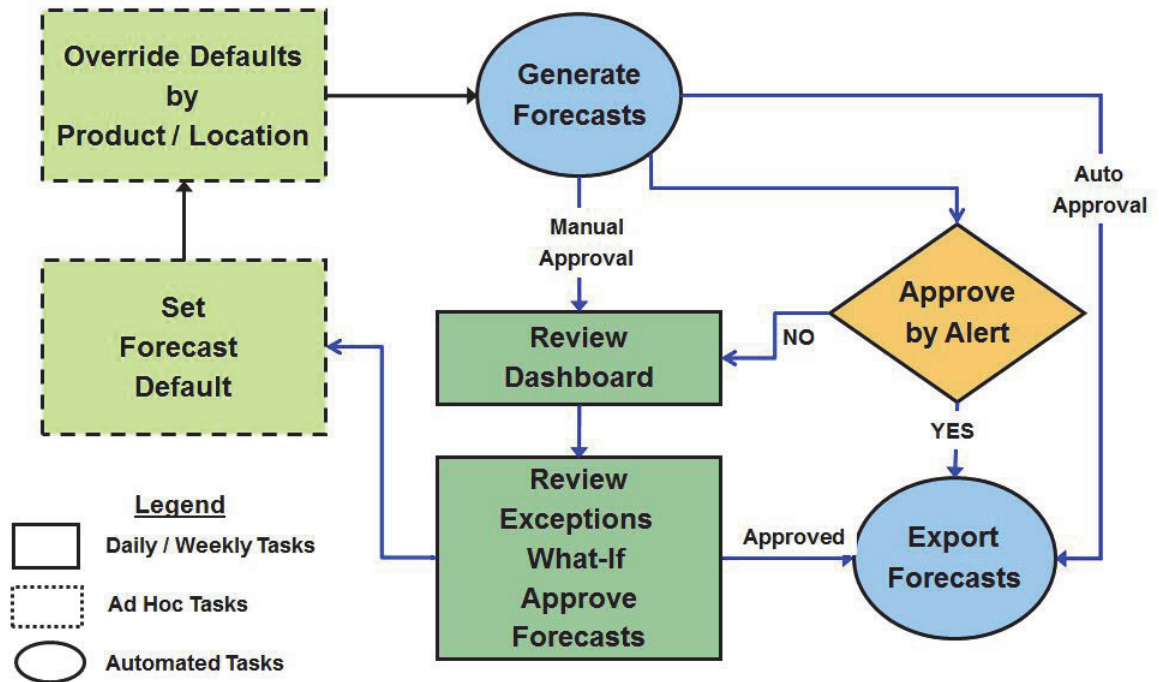 Override Defaults
by
Product / Location
Generate
Forecasts
Auto
Approval
Manual
Approval
Set
Forecast
Default
Review
Dashboard
NO
Approve
by Alert
YES
Review
Exceptions
What-If
Approve
Forecasts
Approved
Export
Forecasts
Legend
Daily / Weekly Tasks
Ad Hoc Tasks
Automated Tasks